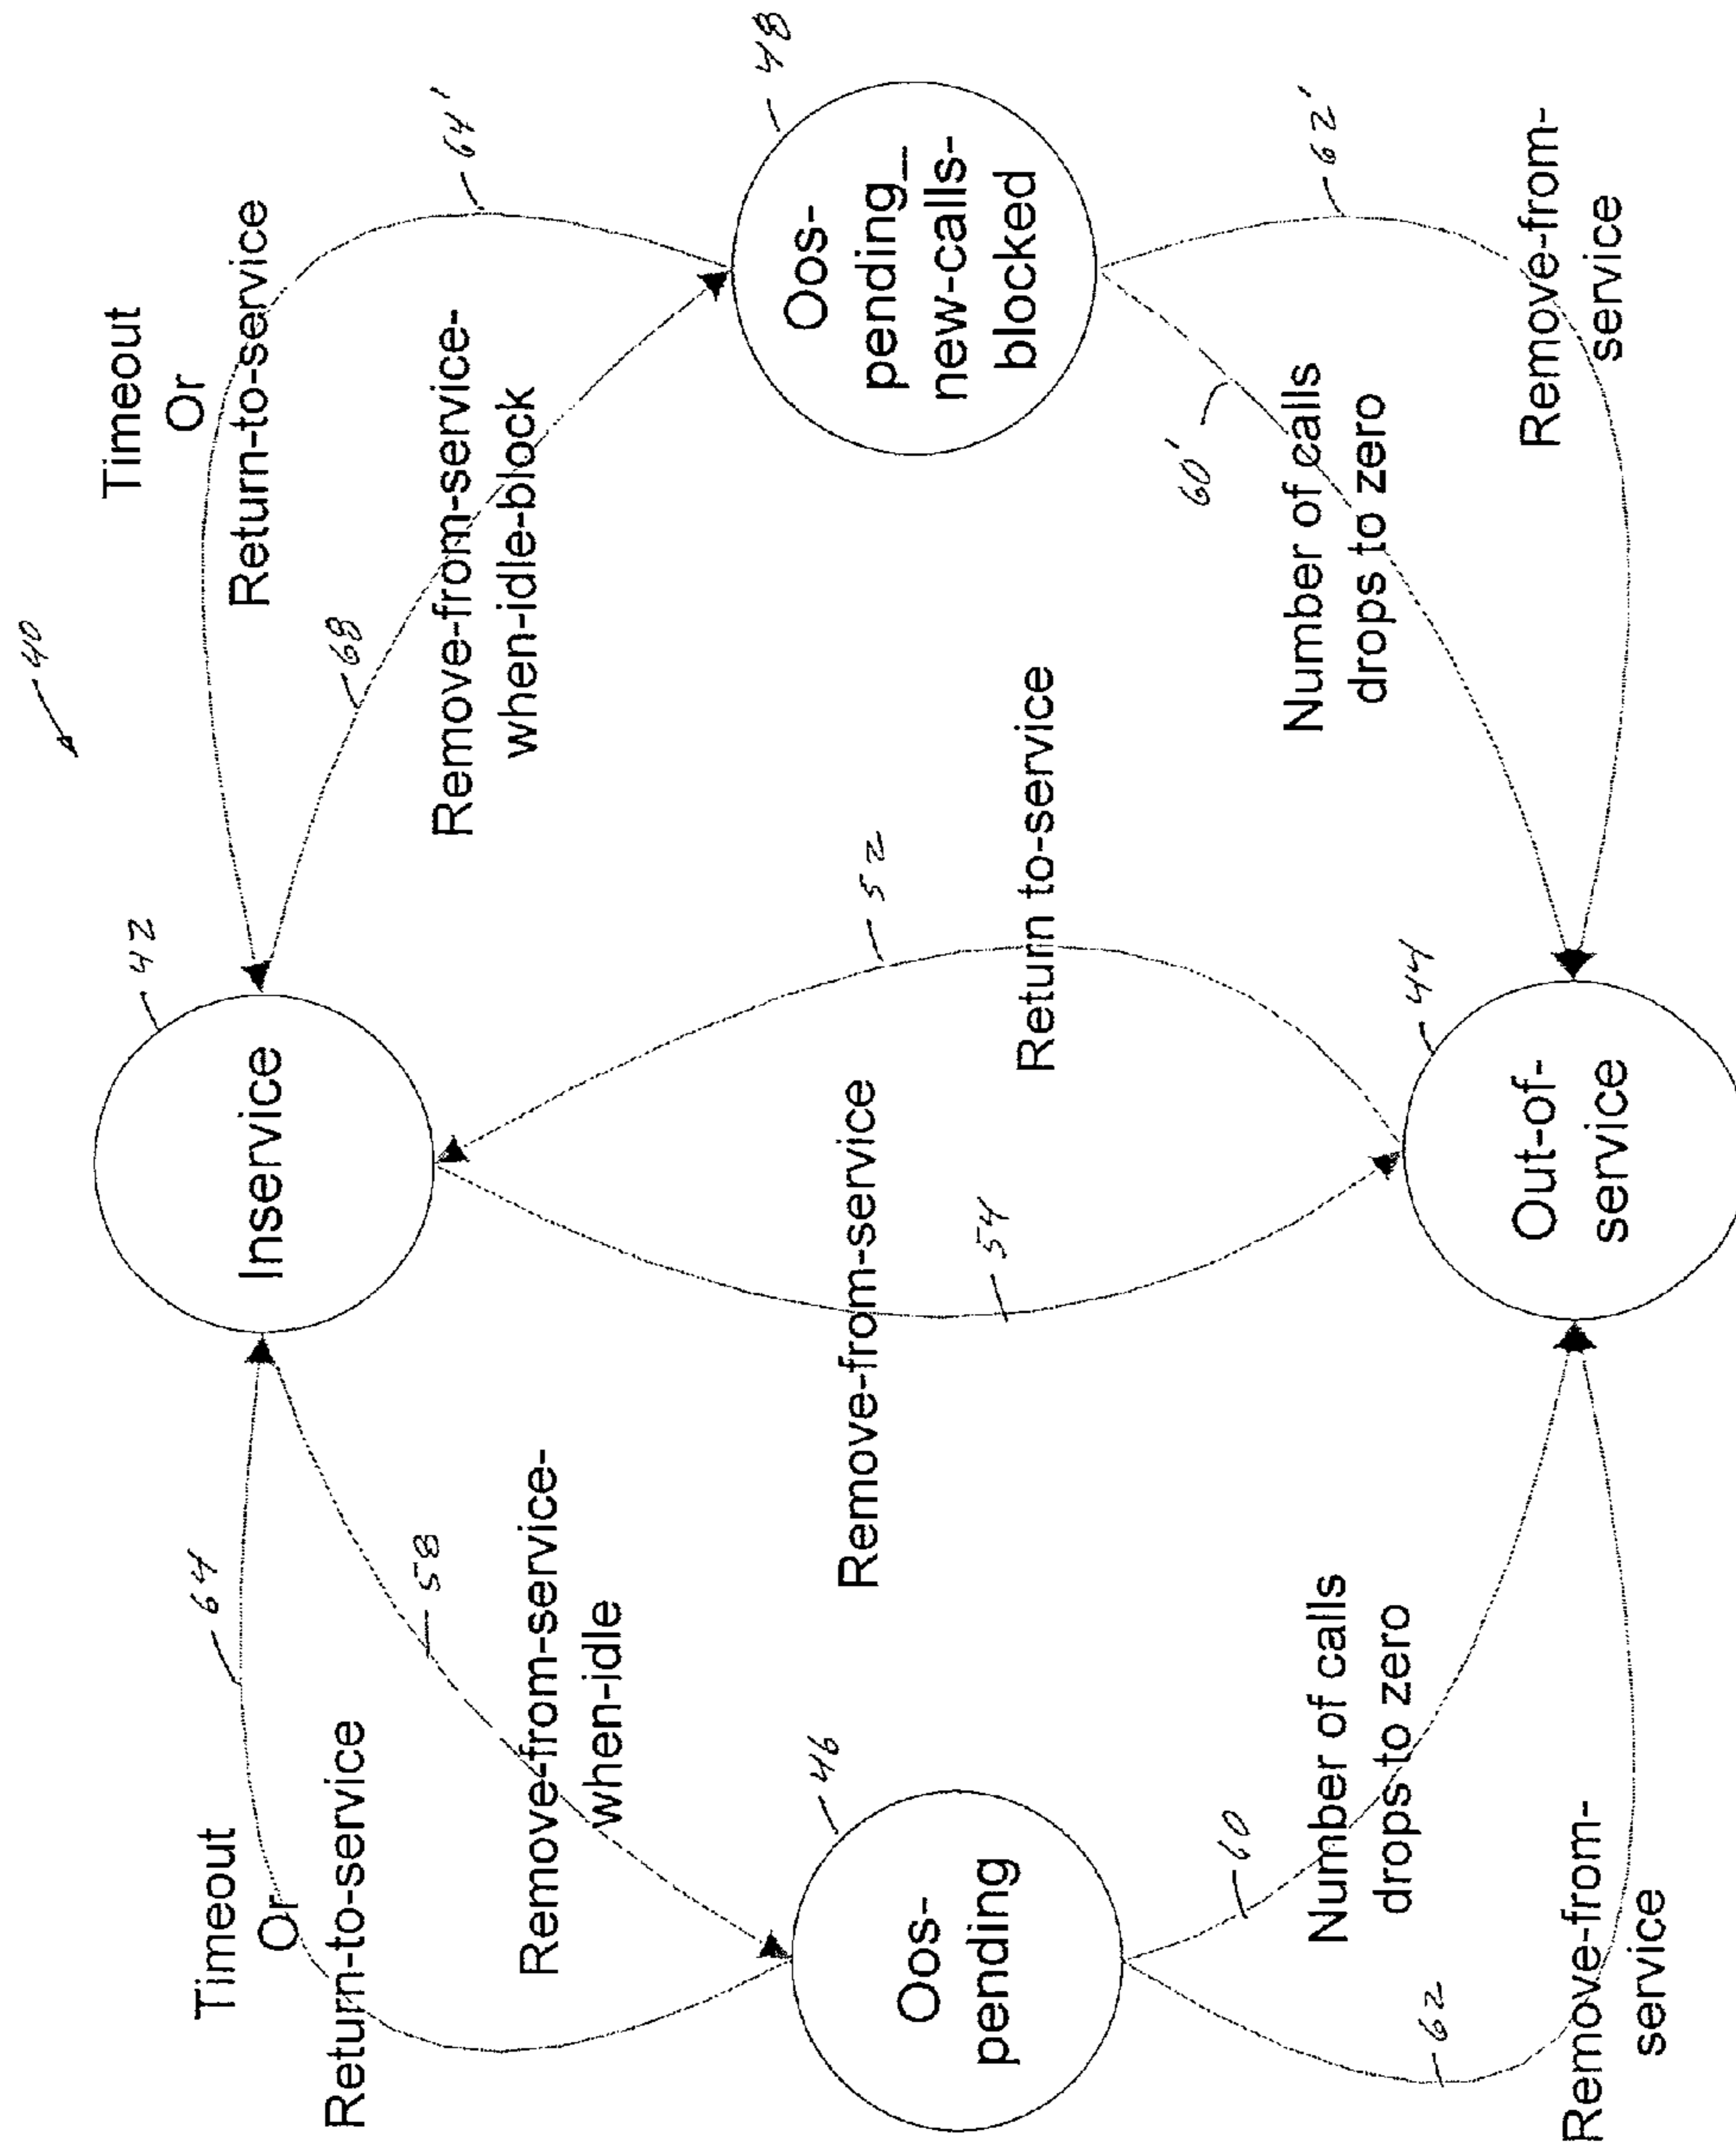 40
Timeout
Or
Return-to-service
64
Inservice
42
Timeout
Or
Return-to-service
64'
58
Remove-from-service-
when-idle
68
Remove-from-service-
when-idle-block
Oos-
pending
46
Remove-from-service
54
52
Return to-service
Oos-
pending_
new-calls-
blocked
48
60
Number of calls
drops to zero
60'
Number of calls
drops to zero
62
Remove-from-
service
Out-of-
service
44
62'
Remove-from-
service